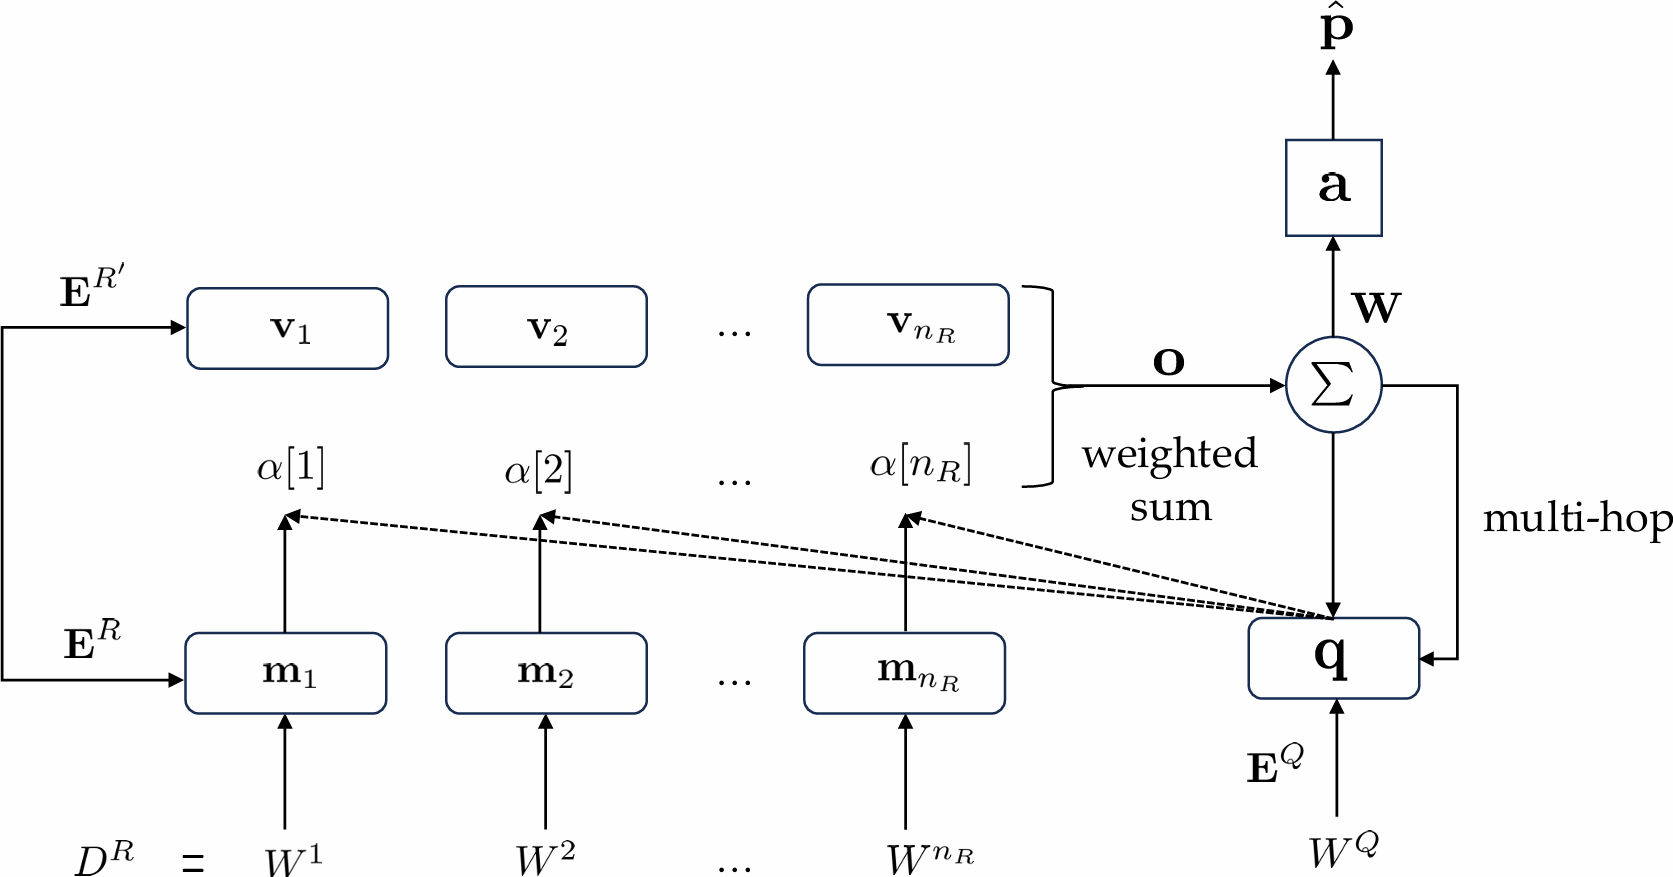 p̂
a
W
E^{R'} v_1 v_2 ... v_{n_R}
o
Σ
α[1] α[2] ... α[n_R]
weighted
sum
multi-hop
E^R m_1 m_2 ... m_{n_R} q
E^Q
D^R = W^1 W^2 ... W^{n_R} W^Q